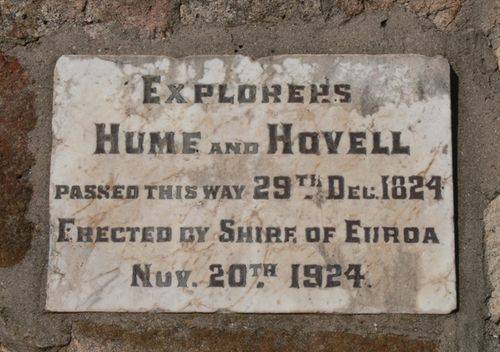 EXPLORERS
HUME AND HOVELL
PASSED THIS WAY 29TH DEC. 1824
ERECTED BY SHIRE OF EUROA
NOV. 20TH 1924.